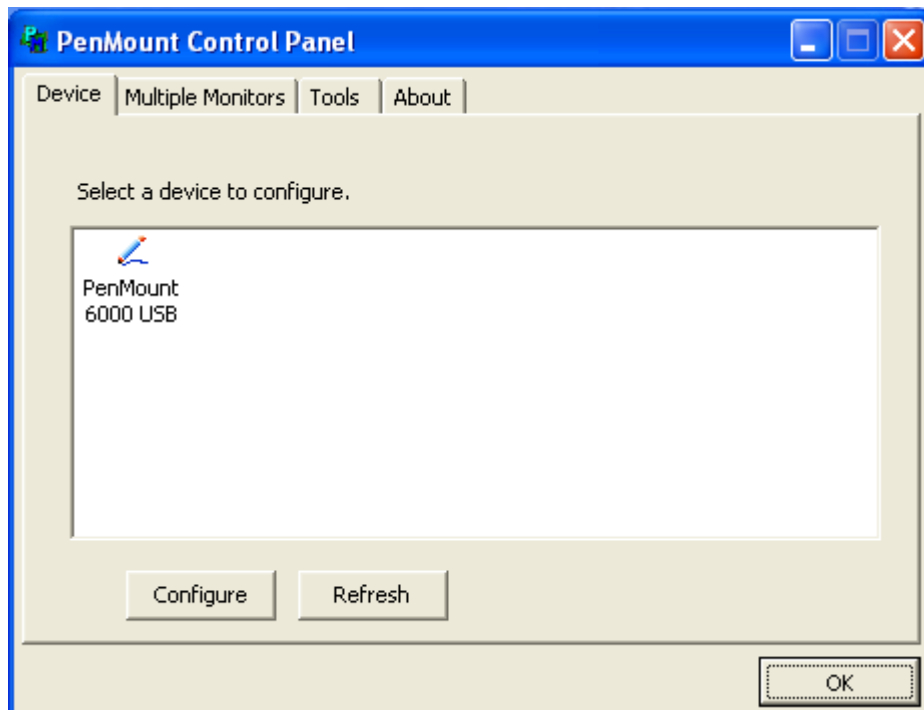 PenMount Control Panel
Device Multiple Monitors Tools About
Select a device to configure.
PenMount
6000 USB
Configure Refresh
OK